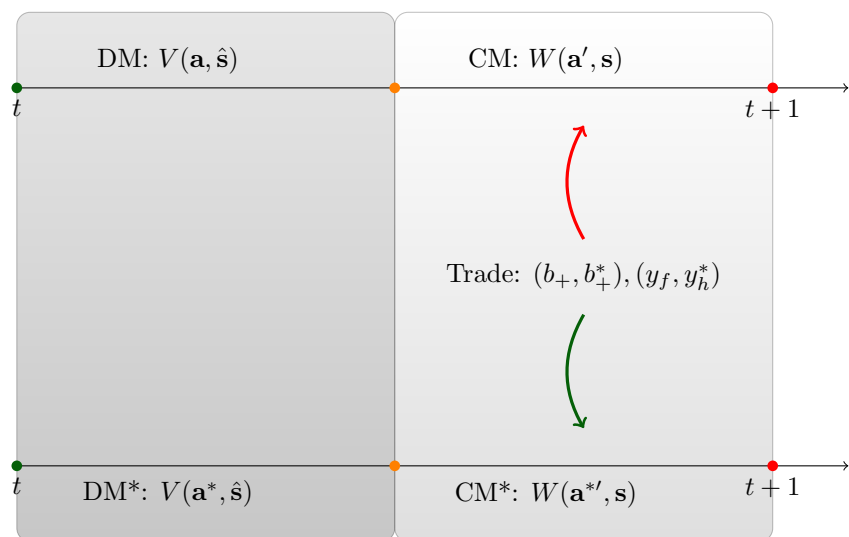 DM: V(𝐚, ŝ)
CM: W(𝐚′, 𝐬)
t
t + 1
Trade: (b₊, b₊*), (y_f, y_h*)
t
DM*: V(𝐚*, ŝ)
CM*: W(𝐚*′, 𝐬)
t + 1